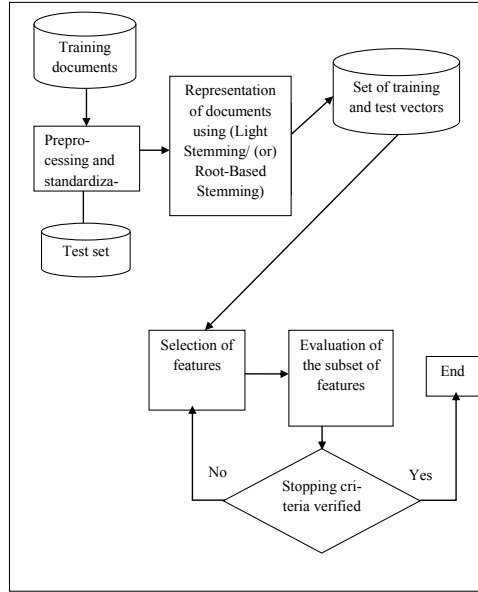 Training
documents
Prepro-
cessing and
standardiza-
Test set
Representation
of documents
using (Light
Stemming/ (or)
Root-Based
Stemming)
Set of training
and test vectors
Selection of
features
Evaluation of
the subset of
features
End
No
Yes
Stopping cri-
teria verified